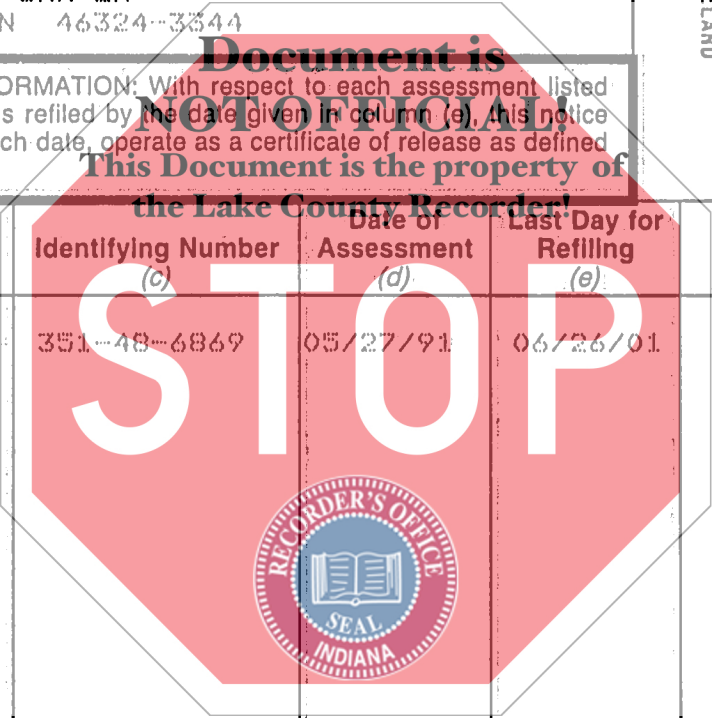 N 46324-3344
Document is
ORMATION: With respect to each assessment listed
NOT OFFICIAL!
s refiled by the date given in column (e), this notice
ch date, operate as a certificate of release as defined
This Document is the property of
the Lake County Recorder!
Identifying Number
(c)
Date of
Assessment
(d)
Last Day for
Refiling
(e)
351-48-6869 05/27/91 06/26/01
STOP
RECORDER'S OFFICE
SEAL
INDIANA